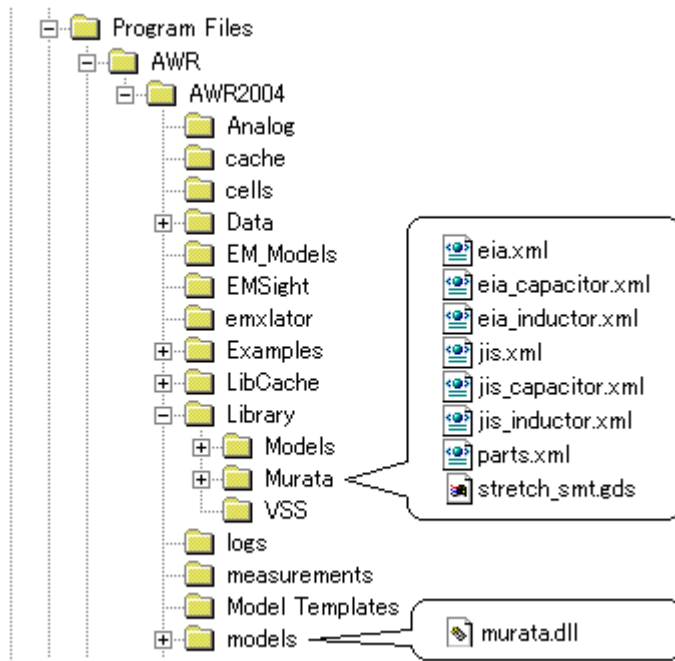 Program Files
AWR
AWR2004
Analog
cache
cells
Data
EM_Models
EMSight
emxlator
Examples
LibCache
Library
Models
Murata
VSS
logs
measurements
Model Templates
models
eia.xml
eia_capacitor.xml
eia_inductor.xml
jis.xml
jis_capacitor.xml
jis_inductor.xml
parts.xml
stretch_smt.gds
murata.dll